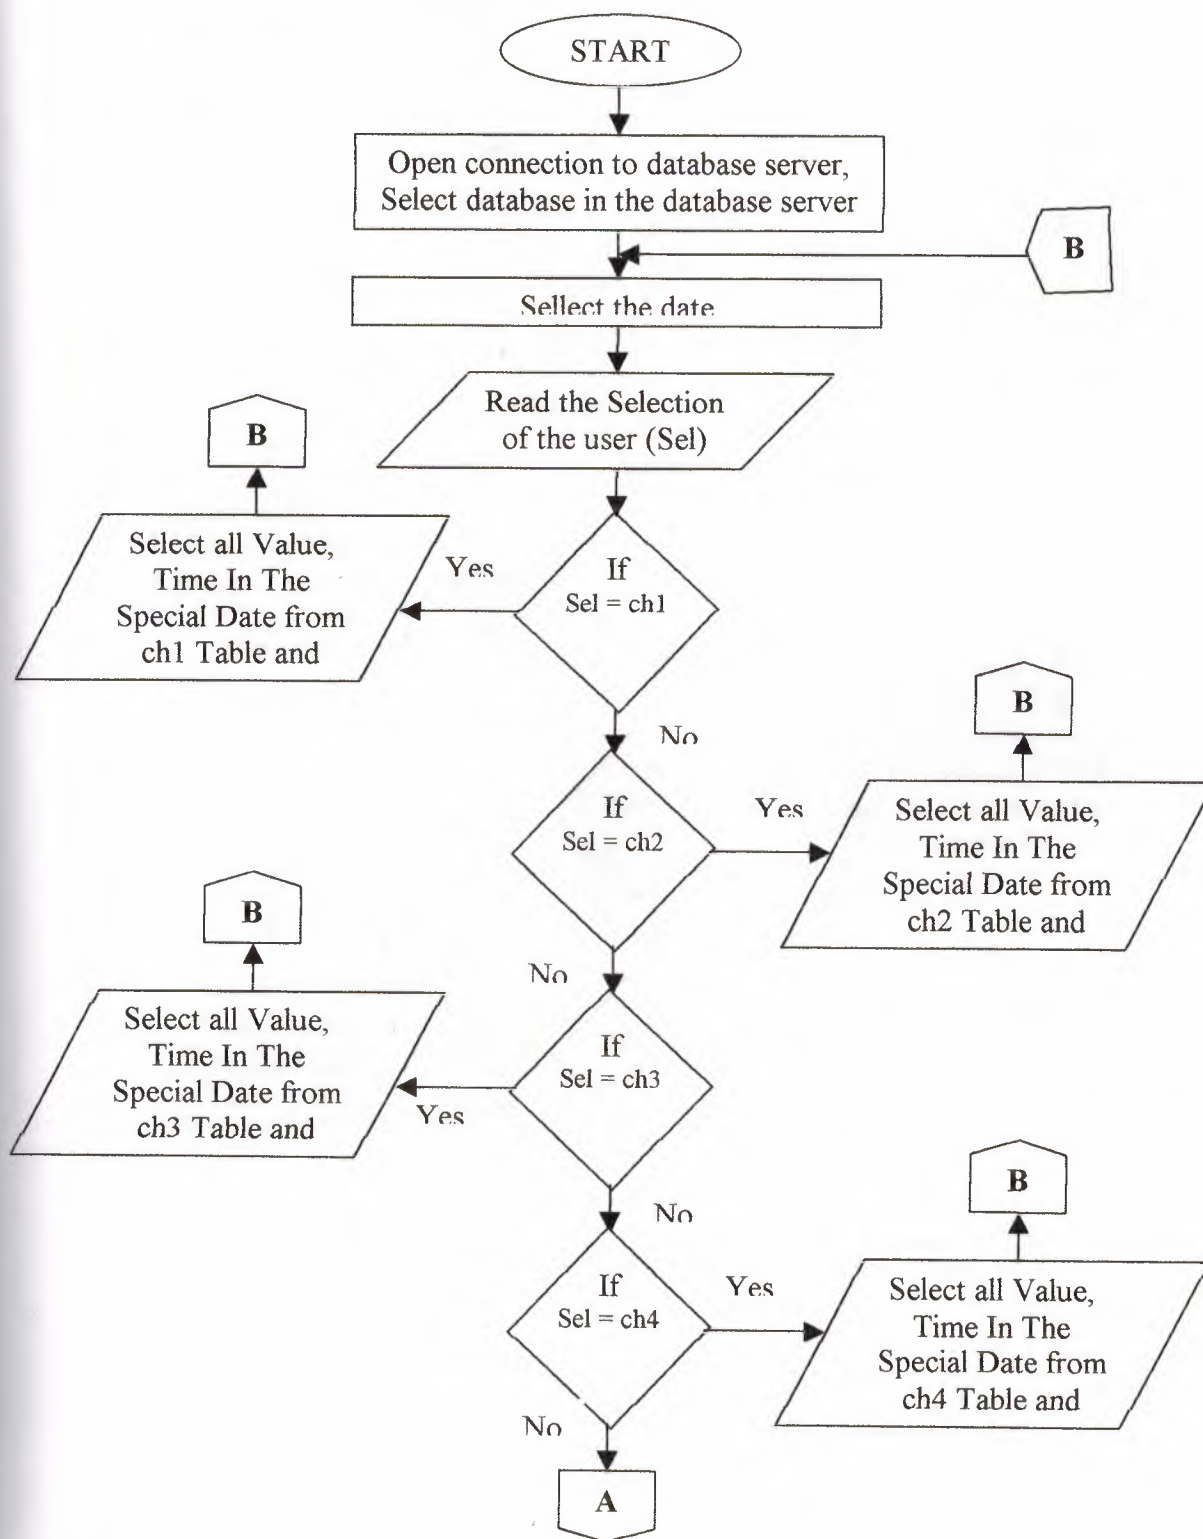 START
Open connection to database server,
Select database in the database server
B
Sellect the date
Read the Selection
of the user (Sel)
B
Select all Value,
Time In The
Special Date from
ch1 Table and
Yes
If
Sel = ch1
No
B
If
Sel = ch2
Yes
Select all Value,
Time In The
Special Date from
ch2 Table and
B
No
Select all Value,
Time In The
Special Date from
ch3 Table and
Yes
If
Sel = ch3
B
No
If
Sel = ch4
Yes
Select all Value,
Time In The
Special Date from
ch4 Table and
No
A